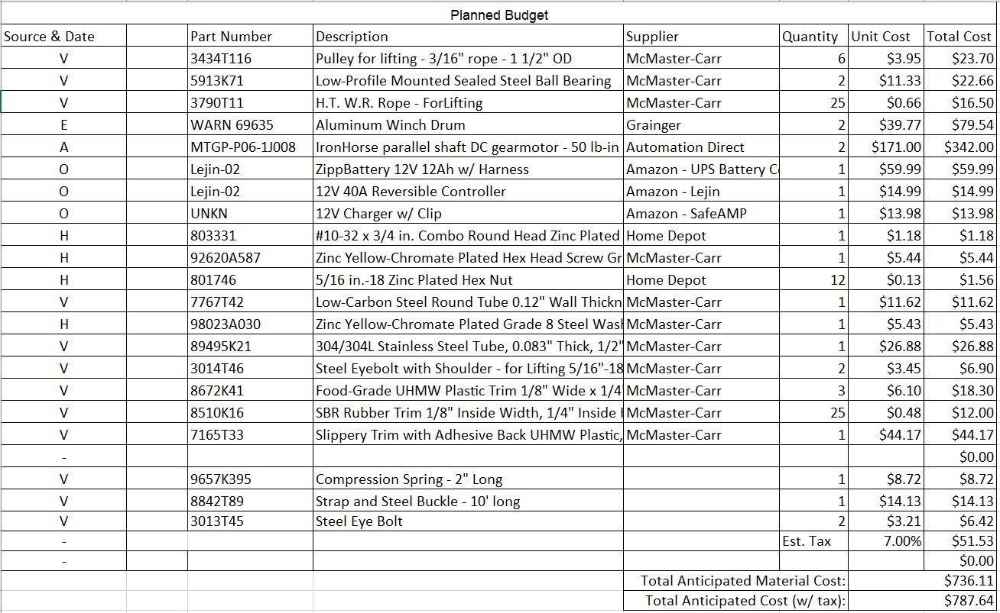 Planned Budget
Source & Date Part Number Description Supplier Quantity Unit Cost Total Cost
V 3434T116 Pulley for lifting - 3/16" rope - 1 1/2" OD McMaster-Carr 6 $3.95 $23.70
V 5913K71 Low-Profile Mounted Sealed Steel Ball Bearing McMaster-Carr 2 $11.33 $22.66
V 3790T11 H.T. W.R. Rope - ForLifting McMaster-Carr 25 $0.66 $16.50
E WARN 69635 Aluminum Winch Drum Grainger 2 $39.77 $79.54
A MTGP-P06-1J008 IronHorse parallel shaft DC gearmotor - 50 lb-in Automation Direct 2 $171.00 $342.00
O Lejin-02 ZippBattery 12V 12Ah w/ Harness Amazon - UPS Battery 1 $59.99 $59.99
O Lejin-02 12V 40A Reversible Controller Amazon - Lejin 1 $14.99 $14.99
O UNKN 12V Charger w/ Clip Amazon - SafeAMP 1 $13.98 $13.98
H 803331 #10-32 x 3/4 in. Combo Round Head Zinc Plated Home Depot 1 $1.18 $1.18
H 92620A587 Zinc Yellow-Chromate Plated Hex Head Screw Gr McMaster-Carr 1 $5.44 $5.44
H 801746 5/16 in.-18 Zinc Plated Hex Nut Home Depot 12 $0.13 $1.56
V 7767T42 Low-Carbon Steel Round Tube 0.12" Wall Thickn McMaster-Carr 1 $11.62 $11.62
H 98023A030 Zinc Yellow-Chromate Plated Grade 8 Steel Was McMaster-Carr 1 $5.43 $5.43
V 89495K21 304/304L Stainless Steel Tube, 0.083" Thick, 1/2" McMaster-Carr 1 $26.88 $26.88
V 3014T46 Steel Eyebolt with Shoulder - for Lifting 5/16"-18 McMaster-Carr 2 $3.45 $6.90
V 8672K41 Food-Grade UHMW Plastic Trim 1/8" Wide x 1/4" McMaster-Carr 3 $6.10 $18.30
V 8510K16 SBR Rubber Trim 1/8" Inside Width, 1/4" Inside McMaster-Carr 25 $0.48 $12.00
V 7165T33 Slippery Trim with Adhesive Back UHMW Plastic, McMaster-Carr 1 $44.17 $44.17
- $0.00
V 9657K395 Compression Spring - 2" Long 1 $8.72 $8.72
V 8842T89 Strap and Steel Buckle - 10' long 1 $14.13 $14.13
V 3013T45 Steel Eye Bolt 2 $3.21 $6.42
- Est. Tax 7.00% $51.53
- $0.00
Total Anticipated Material Cost: $736.11
Total Anticipated Cost (w/ tax): $787.64